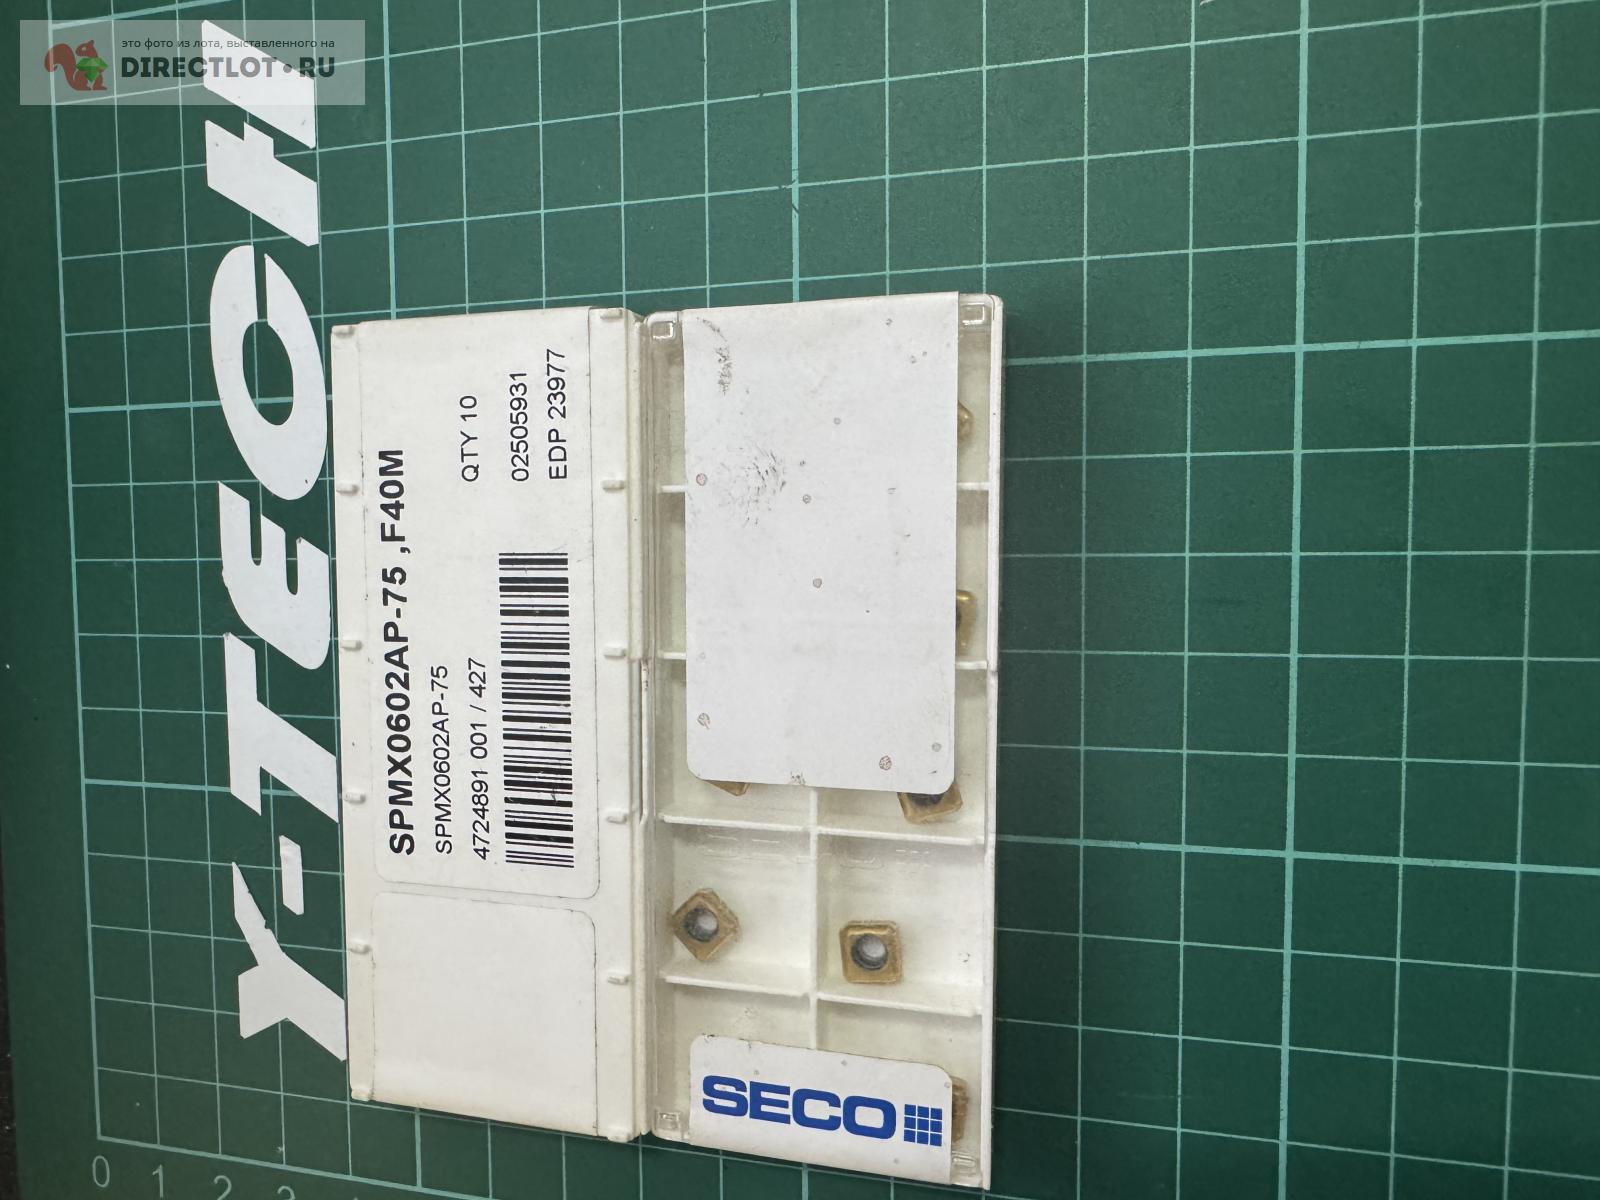 это фото из лота, выставленного на
DIRECTLOT.RU
Y-TECH
SPMX0602AP-75 ,F40M
SPMX0602AP-75
QTY 10
4724891 001 / 427
02505931
EDP 23977
SECO
0
1
2
3